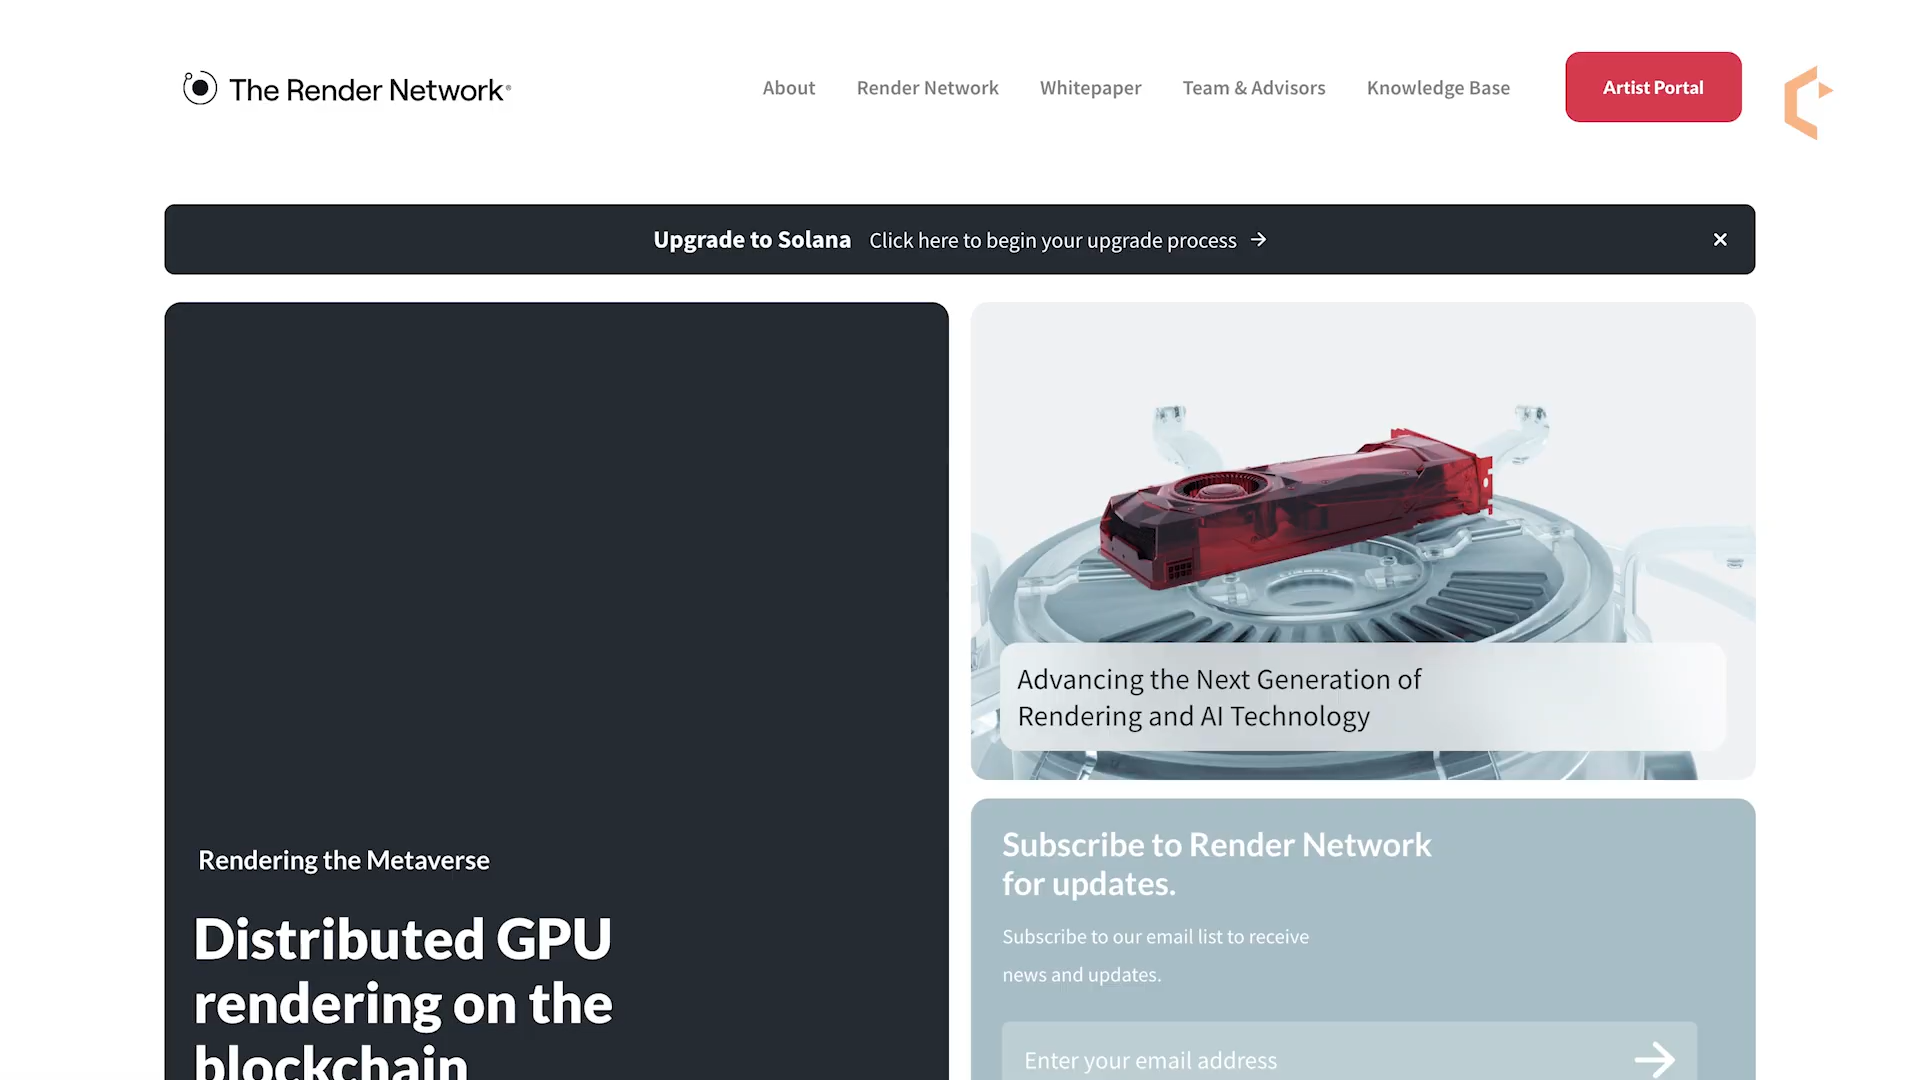 The Render Network®
About
Render Network
Whitepaper
Team & Advisors
Knowledge Base
Artist Portal
Upgrade to Solana Click here to begin your upgrade process →
Rendering the Metaverse
Distributed GPU
rendering on the
blockchain
Advancing the Next Generation of
Rendering and AI Technology
Subscribe to Render Network
for updates.
Subscribe to our email list to receive
news and updates.
Enter your email address